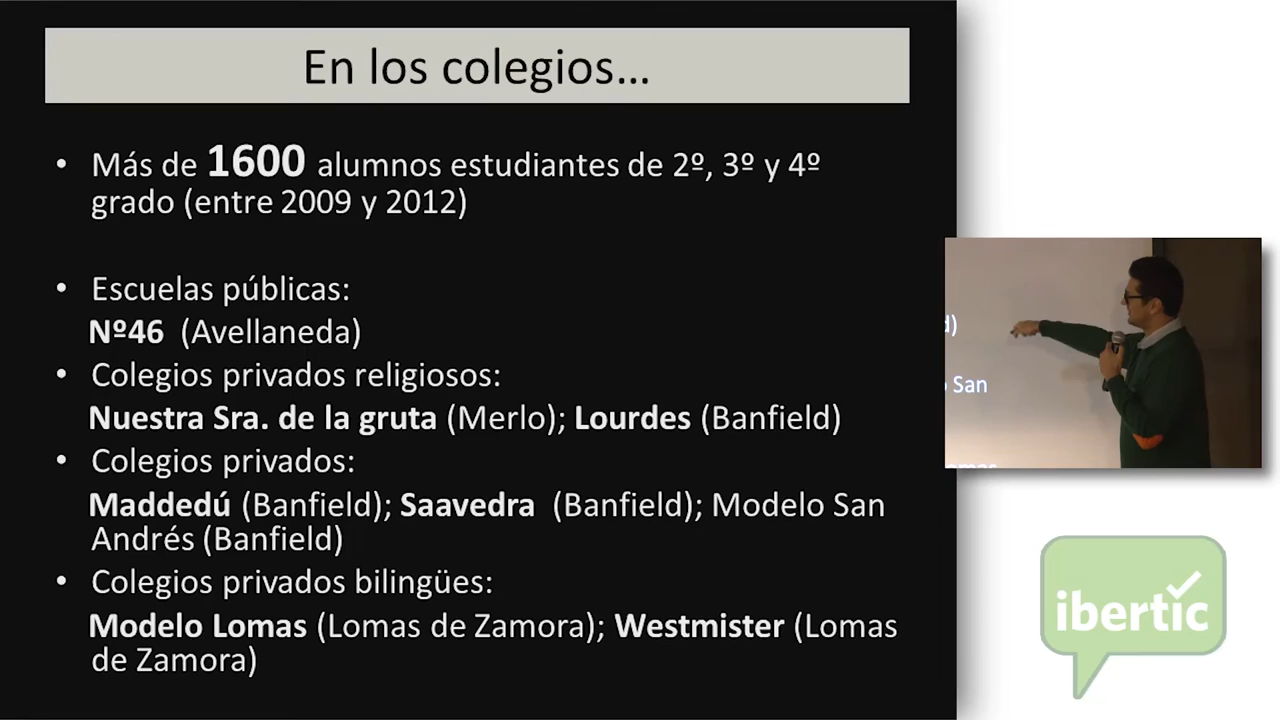 En los colegios...
• Más de 1600 alumnos estudiantes de 2º, 3º y 4º
grado (entre 2009 y 2012)
• Escuelas públicas:
Nº46 (Avellaneda)
• Colegios privados religiosos:
Nuestra Sra. de la gruta (Merlo); Lourdes (Banfield)
• Colegios privados:
Maddedú (Banfield); Saavedra (Banfield); Modelo San
Andrés (Banfield)
• Colegios privados bilingües:
Modelo Lomas (Lomas de Zamora); Westmister (Lomas
de Zamora)
d)
San
ibertic